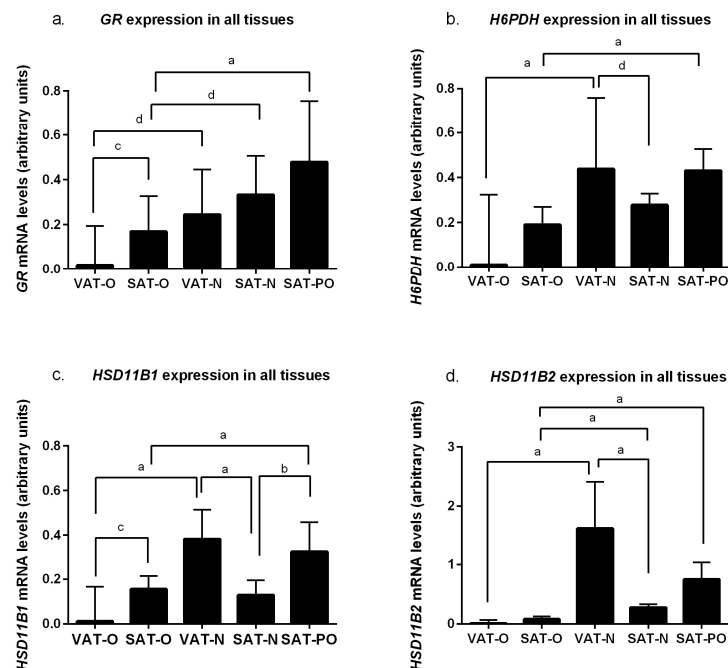 a. GR expression in all tissues
a
d
d
c
GR mRNA levels (arbitrary units)
0.8
0.6
0.4
0.2
0.0
VAT-O SAT-O VAT-N SAT-N SAT-PO
b. H6PDH expression in all tissues
a
a
d
H6PDH mRNA levels (arbitrary units)
0.8
0.6
0.4
0.2
0.0
VAT-O SAT-O VAT-N SAT-N SAT-PO
c. HSD11B1 expression in all tissues
a
a
a
b
c
HSD11B1 mRNA levels (arbitrary units)
0.8
0.6
0.4
0.2
0.0
VAT-O SAT-O VAT-N SAT-N SAT-PO
d. HSD11B2 expression in all tissues
a
a
a
a
HSD11B2 mRNA levels (arbitrary units)
3
2
1
0
VAT-O SAT-O VAT-N SAT-N SAT-PO